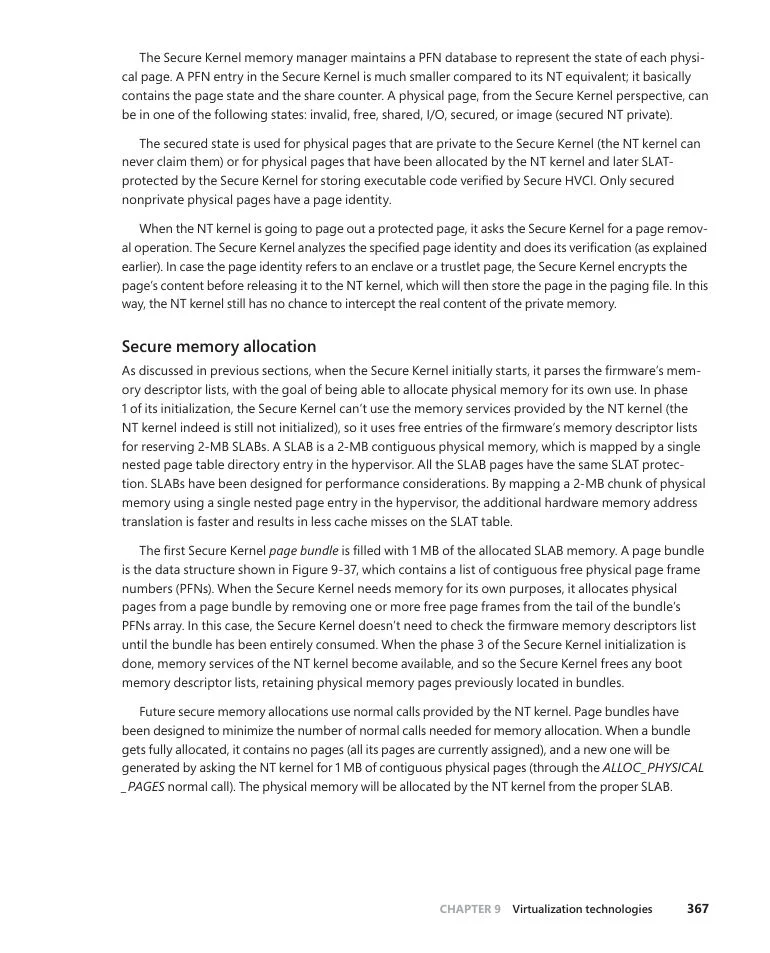 The Secure Kernel memory manager maintains a PFN database to represent the state of each physi-
cal page. A PFN entry in the Secure Kernel is much smaller compared to its NT equivalent; it basically
contains the page state and the share counter. A physical page, from the Secure Kernel perspective, can
be in one of the following states: invalid, free, shared, I/O, secured, or image (secured NT private).
The secured state is used for physical pages that are private to the Secure Kernel (the NT kernel can
never claim them) or for physical pages that have been allocated by the NT kernel and later SLAT-
protected by the Secure Kernel for storing executable code verified by Secure HVCI. Only secured
nonprivate physical pages have a page identity.
When the NT kernel is going to page out a protected page, it asks the Secure Kernel for a page remov-
al operation. The Secure Kernel analyzes the specified page identity and does its verification (as explained
earlier). In case the page identity refers to an enclave or a trustlet page, the Secure Kernel encrypts the
page's content before releasing it to the NT kernel, which will then store the page in the paging file. In this
way, the NT kernel still has no chance to intercept the real content of the private memory.
Secure memory allocation
As discussed in previous sections, when the Secure Kernel initially starts, it parses the firmware's mem-
ory descriptor lists, with the goal of being able to allocate physical memory for its own use. In phase
1 of its initialization, the Secure Kernel can't use the memory services provided by the NT kernel (the
NT kernel indeed is still not initialized), so it uses free entries of the firmware's memory descriptor lists
for reserving 2-MB SLABs. A SLAB is a 2-MB contiguous physical memory, which is mapped by a single
nested page table directory entry in the hypervisor. All the SLAB pages have the same SLAT protec-
tion. SLABs have been designed for performance considerations. By mapping a 2-MB chunk of physical
memory using a single nested page entry in the hypervisor, the additional hardware memory address
translation is faster and results in less cache misses on the SLAT table.
The first Secure Kernel page bundle is filled with 1 MB of the allocated SLAB memory. A page bundle
is the data structure shown in Figure 9-37, which contains a list of contiguous free physical page frame
numbers (PFNs). When the Secure Kernel needs memory for its own purposes, it allocates physical
pages from a page bundle by removing one or more free page frames from the tail of the bundle's
PFNs array. In this case, the Secure Kernel doesn't need to check the firmware memory descriptors list
until the bundle has been entirely consumed. When the phase 3 of the Secure Kernel initialization is
done, memory services of the NT kernel become available, and so the Secure Kernel frees any boot
memory descriptor lists, retaining physical memory pages previously located in bundles.
Future secure memory allocations use normal calls provided by the NT kernel. Page bundles have
been designed to minimize the number of normal calls needed for memory allocation. When a bundle
gets fully allocated, it contains no pages (all its pages are currently assigned), and a new one will be
generated by asking the NT kernel for 1 MB of contiguous physical pages (through the ALLOC_PHYSICAL
_PAGES normal call). The physical memory will be allocated by the NT kernel from the proper SLAB.
CHAPTER 9 Virtualization technologies 367